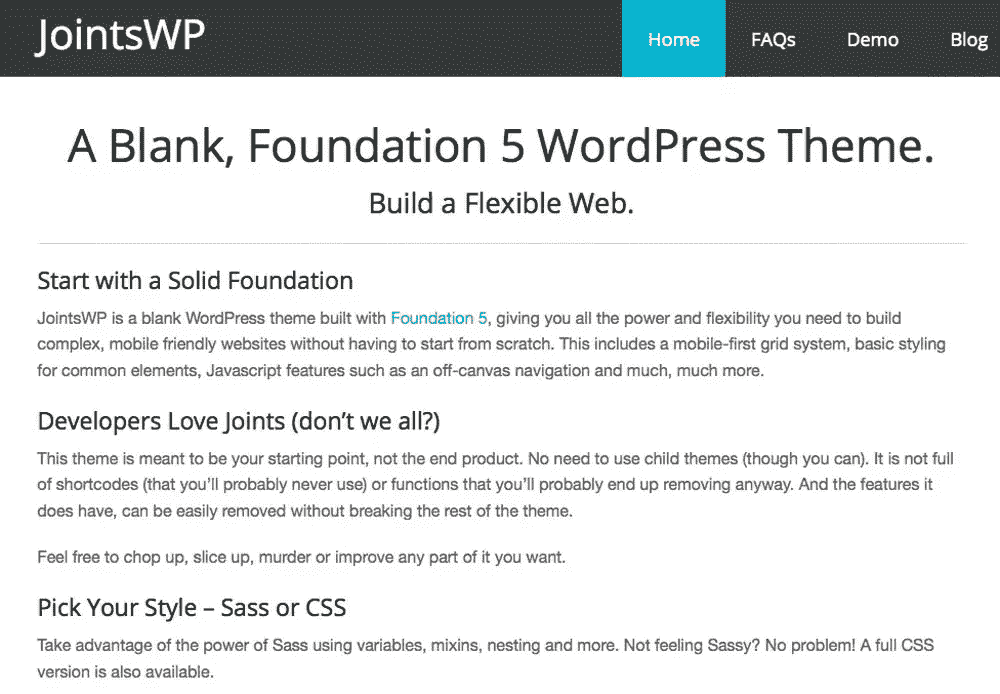 JointsWP
Home FAQs Demo Blog
A Blank, Foundation 5 WordPress Theme.
Build a Flexible Web.
Start with a Solid Foundation
JointsWP is a blank WordPress theme built with Foundation 5, giving you all the power and flexibility you need to build
complex, mobile friendly websites without having to start from scratch. This includes a mobile-first grid system, basic styling
for common elements, Javascript features such as an off-canvas navigation and much, much more.
Developers Love Joints (don’t we all?)
This theme is meant to be your starting point, not the end product. No need to use child themes (though you can). It is not full
of shortcodes (that you’ll probably never use) or functions that you’ll probably end up removing anyway. And the features it
does have, can be easily removed without breaking the rest of the theme.
Feel free to chop up, slice up, murder or improve any part of it you want.
Pick Your Style – Sass or CSS
Take advantage of the power of Sass using variables, mixins, nesting and more. Not feeling Sassy? No problem! A full CSS
version is also available.